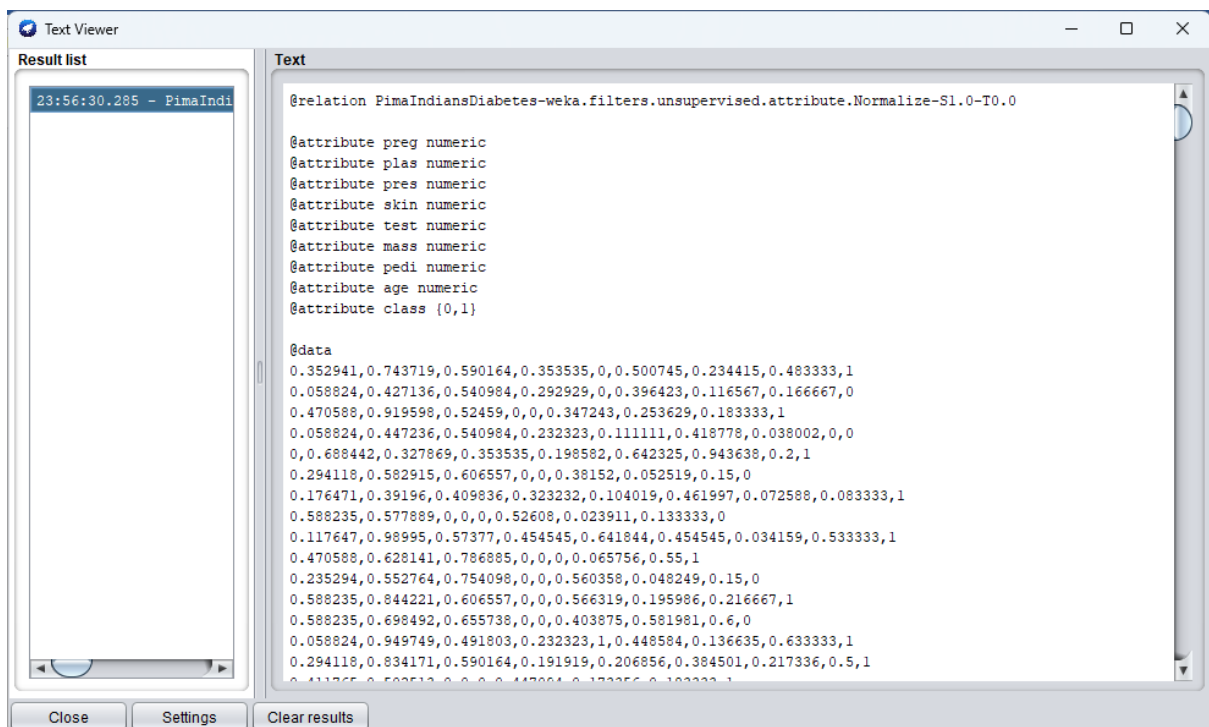 Text Viewer
Result list
23:56:30.285 - PimaIndi
Text
@relation PimaIndiansDiabetes-weka.filters.unsupervised.attribute.Normalize-S1.0-T0.0
@attribute preg numeric
@attribute plas numeric
@attribute pres numeric
@attribute skin numeric
@attribute test numeric
@attribute mass numeric
@attribute pedi numeric
@attribute age numeric
@attribute class {0,1}
@data
0.352941,0.743719,0.590164,0.353535,0,0.500745,0.234415,0.483333,1
0.058824,0.427136,0.540984,0.292929,0,0.396423,0.116567,0.166667,0
0.470588,0.919598,0.52459,0,0,0.347243,0.253629,0.183333,1
0.058824,0.447236,0.540984,0.232323,0.111111,0.418778,0.038002,0,0
0,0.688442,0.327869,0.353535,0.198582,0.642325,0.943638,0.2,1
0.294118,0.582915,0.606557,0,0,0.38152,0.052519,0.15,0
0.176471,0.39196,0.409836,0.323232,0.104019,0.461997,0.072588,0.083333,1
0.588235,0.577889,0,0,0,0.52608,0.023911,0.133333,0
0.117647,0.98995,0.57377,0.454545,0.641844,0.454545,0.034159,0.533333,1
0.470588,0.628141,0.786885,0,0,0,0.065756,0.55,1
0.235294,0.552764,0.754098,0,0,0.560358,0.048249,0.15,0
0.588235,0.844221,0.606557,0,0,0.566319,0.195986,0.216667,1
0.588235,0.698492,0.655738,0,0,0.403875,0.581981,0.6,0
0.058824,0.949749,0.491803,0.232323,1,0.448584,0.136635,0.633333,1
0.294118,0.834171,0.590164,0.191919,0.206856,0.384501,0.217336,0.5,1
Close
Settings
Clear results